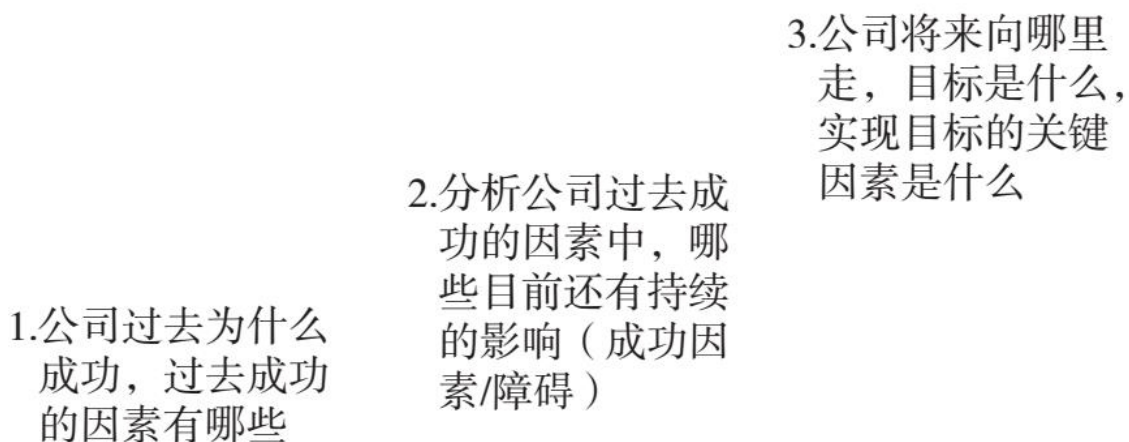 1.公司过去为什么
成功，过去成功
的因素有哪些
2.分析公司过去成
功的因素中，哪
些目前还有持续
的影响（成功因
素/障碍）
3.公司将来向哪里
走，目标是什么，
实现目标的关键
因素是什么